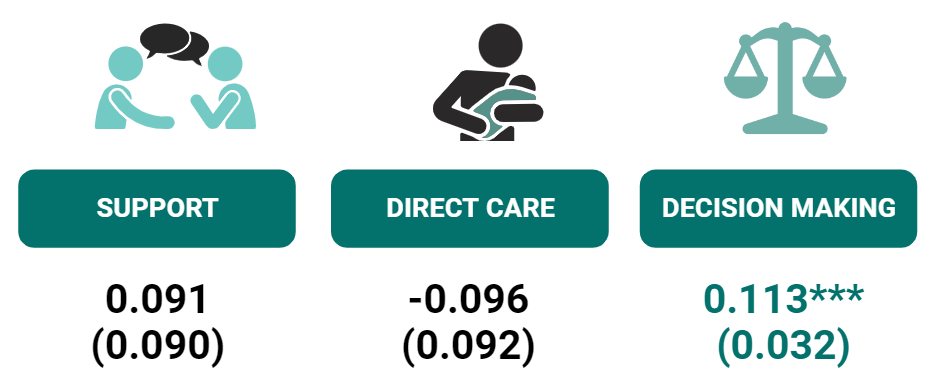 SUPPORT
DIRECT CARE
DECISION MAKING
0.091
(0.090)
-0.096
(0.092)
0.113***
(0.032)